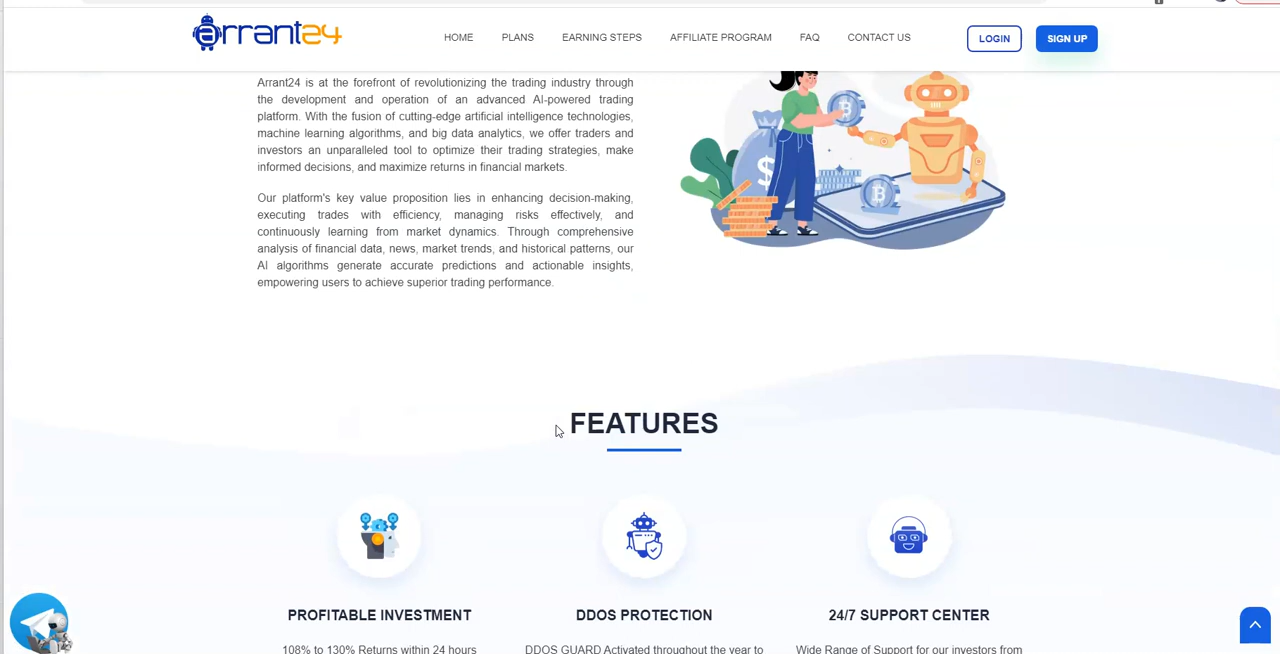 arrant24
HOME
PLANS
EARNING STEPS
AFFILIATE PROGRAM
FAQ
CONTACT US
LOGIN
SIGN UP
Arrant24 is at the forefront of revolutionizing the trading industry through
the development and operation of an advanced AI-powered trading
platform. With the fusion of cutting-edge artificial intelligence technologies,
machine learning algorithms, and big data analytics, we offer traders and
investors an unparalleled tool to optimize their trading strategies, make
informed decisions, and maximize returns in financial markets.
Our platform's key value proposition lies in enhancing decision-making,
executing trades with efficiency, managing risks effectively, and
continuously learning from market dynamics. Through comprehensive
analysis of financial data, news, market trends, and historical patterns, our
AI algorithms generate accurate predictions and actionable insights,
empowering users to achieve superior trading performance.
FEATURES
PROFITABLE INVESTMENT
108% to 130% Returns within 24 hours
DDOS PROTECTION
DDOS GUARD Activated throughout the year to
24/7 SUPPORT CENTER
Wide Range of Support for our investors from